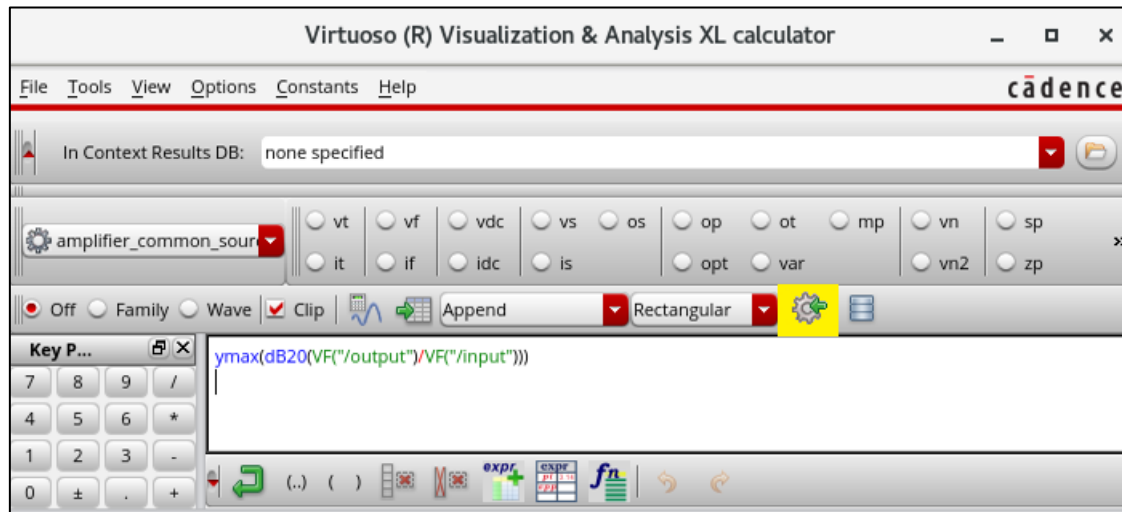 Virtuoso (R) Visualization & Analysis XL calculator
File Tools View Options Constants Help
cādence
In Context Results DB: none specified
amplifier_common_sour
vt vf vdc vs os op ot mp vn sp
it if idc is opt var vn2 zp
»
Off Family Wave Clip Append Rectangular
Key P...
7 8 9 /
4 5 6 *
1 2 3 -
0 ± . +
ymax(dB20(VF("/output")/VF("/input")))
(..) ( ) expr expr fn